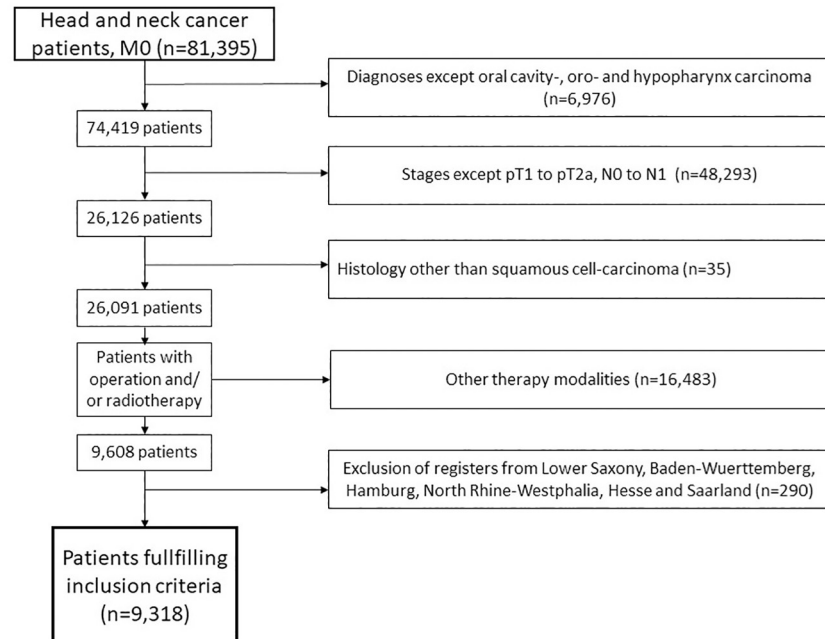 Head and neck cancer
patients, M0 (n=81,395)
Diagnoses except oral cavity-, oro- and hypopharynx carcinoma
(n=6,976)
74,419 patients
Stages except pT1 to pT2a, N0 to N1 (n=48,293)
26,126 patients
Histology other than squamous cell-carcinoma (n=35)
26,091 patients
Patients with
operation and/
or radiotherapy
Other therapy modalities (n=16,483)
9,608 patients
Exclusion of registers from Lower Saxony, Baden-Wuerttemberg,
Hamburg, North Rhine-Westphalia, Hesse and Saarland (n=290)
Patients fullfilling
inclusion criteria
(n=9,318)